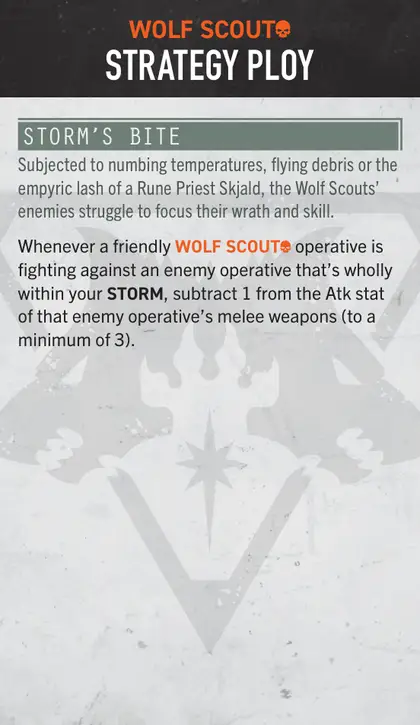 WOLF SCOUT
STRATEGY PLOY
STORM'S BITE
Subjected to numbing temperatures, flying debris or the
empyric lash of a Rune Priest Skjald, the Wolf Scouts'
enemies struggle to focus their wrath and skill.
Whenever a friendly WOLF SCOUT operative is
fighting against an enemy operative that's wholly
within your STORM, subtract 1 from the Atk stat
of that enemy operative's melee weapons (to a
minimum of 3).